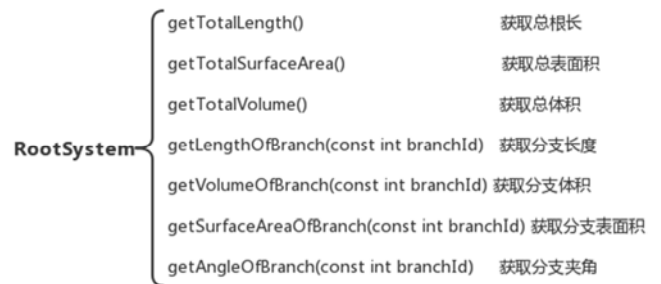 getTotalLength() 获取总根长
getTotalSurfaceArea() 获取总表面积
getTotalVolume() 获取总体积
RootSystem getLengthOfBranch(const int branchId) 获取分支长度
getVolumeOfBranch(const int branchId) 获取分支体积
getSurfaceAreaOfBranch(const int branchId) 获取分支表面积
getAngleOfBranch(const int branchId) 获取分支夹角